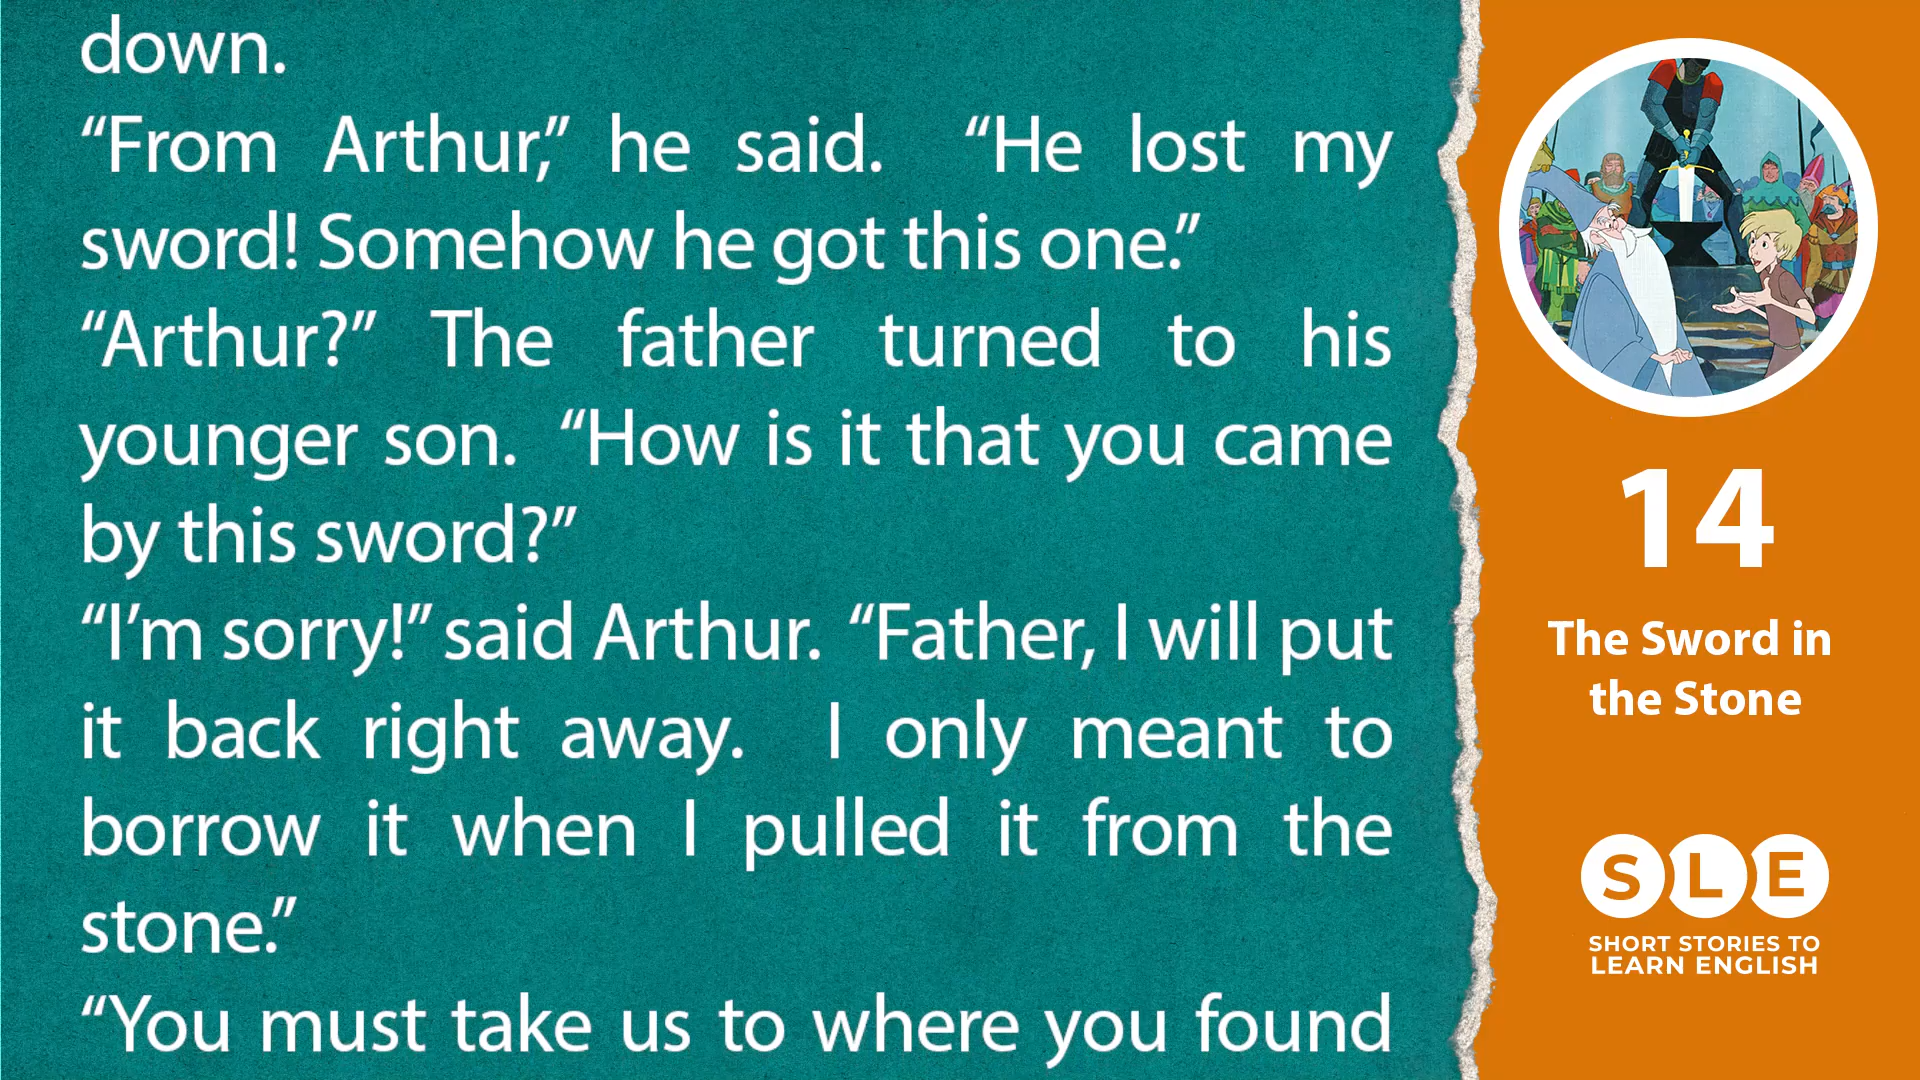 down.
“From Arthur,” he said. “He lost my
sword! Somehow he got this one.”
“Arthur?” The father turned to his
younger son. “How is it that you came
by this sword?”
“I’m sorry!” said Arthur. “Father, I will put
it back right away. I only meant to
borrow it when I pulled it from the
stone.”
“You must take us to where you found
14
The Sword in
the Stone
SLE
SHORT STORIES TO
LEARN ENGLISH